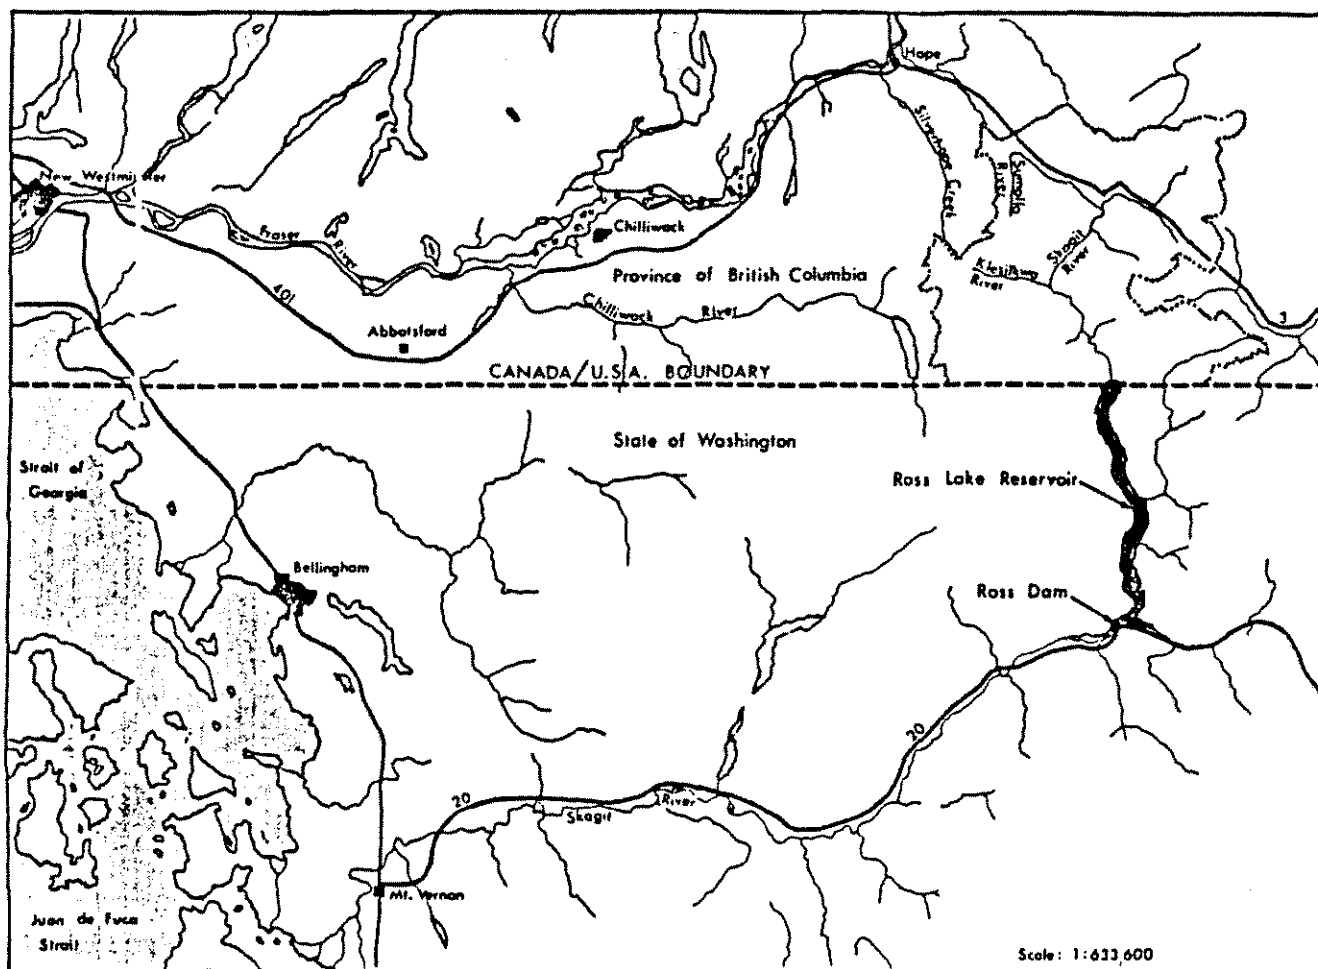 Hope
New Westminster
Silverhope Creek
Sumallo
River
Fraser
River
Chilliwack
Skagit
River
Klesilkwa
River
Province of British Columbia
401
Chilliwack River
3
Abbotsford
CANADA/U.S.A. BOUNDARY
State of Washington
Strait of
Georgia
Ross Lake Reservoir
Bellingham
Ross Dam
20
20
Skagit River
Mt. Vernon
Juan de Fuca
Strait
Scale: 1:633,600